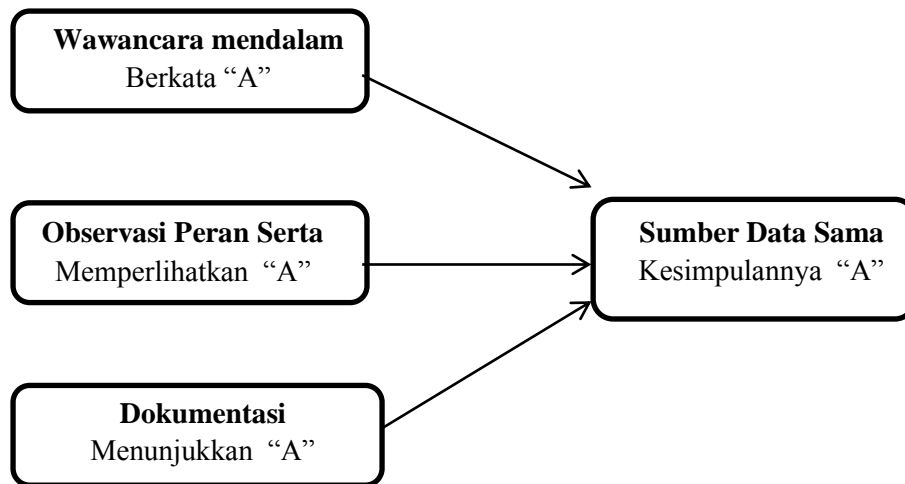 Wawancara mendalam
Berkata “A”
Observasi Peran Serta
Memperlihatkan “A”
Sumber Data Sama
Kesimpulannya “A”
Dokumentasi
Menunjukkan “A”